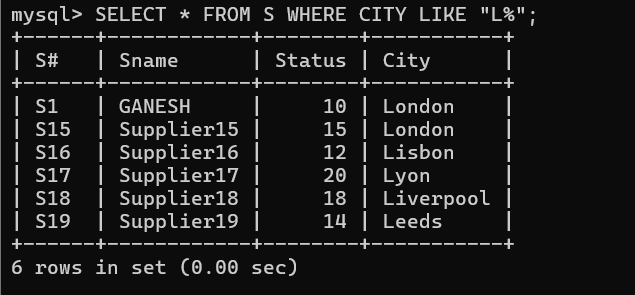 mysql> SELECT * FROM S WHERE CITY LIKE "L%";
+------+------------+--------+-----------+
| S#   | Sname      | Status | City      |
+------+------------+--------+-----------+
| S1   | GANESH     |     10 | London    |
| S15  | Supplier15 |     15 | London    |
| S16  | Supplier16 |     12 | Lisbon    |
| S17  | Supplier17 |     20 | Lyon      |
| S18  | Supplier18 |     18 | Liverpool |
| S19  | Supplier19 |     14 | Leeds     |
+------+------------+--------+-----------+
6 rows in set (0.00 sec)